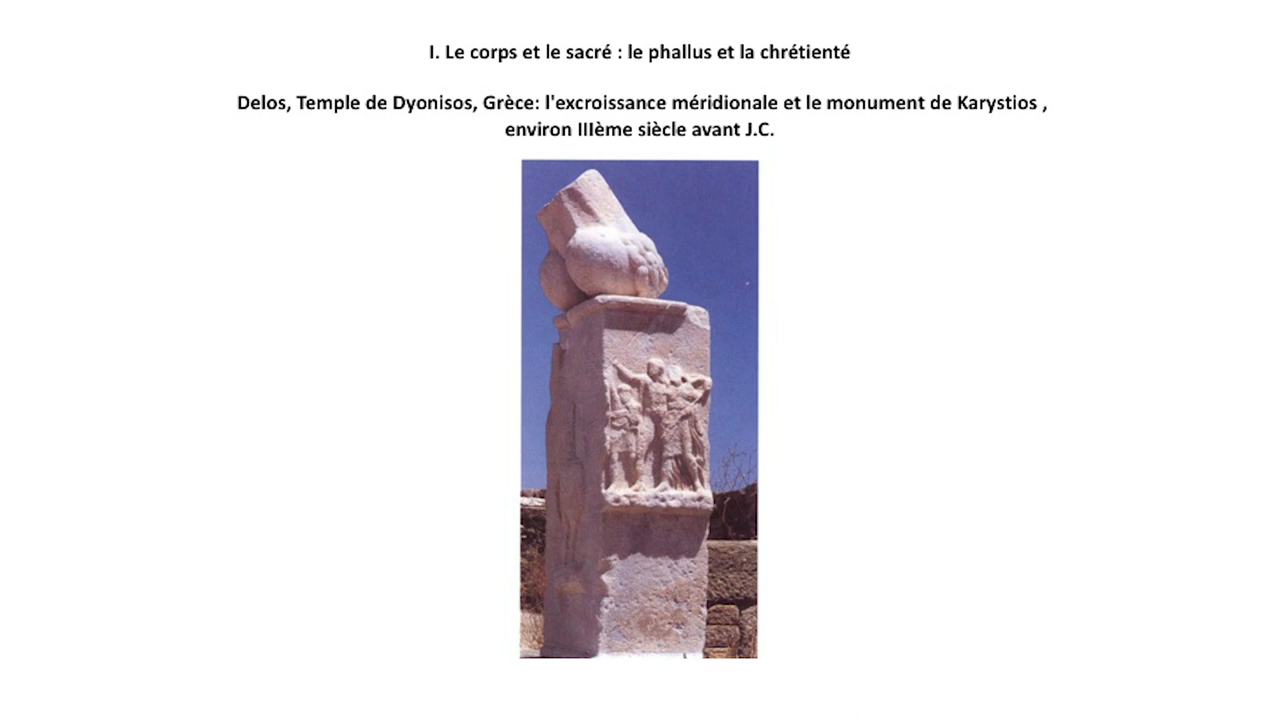 I. Le corps et le sacré : le phallus et la chrétienté
Delos, Temple de Dyonisos, Grèce: l'excroissance méridionale et le monument de Karystios ,
environ IIIème siècle avant J.C.